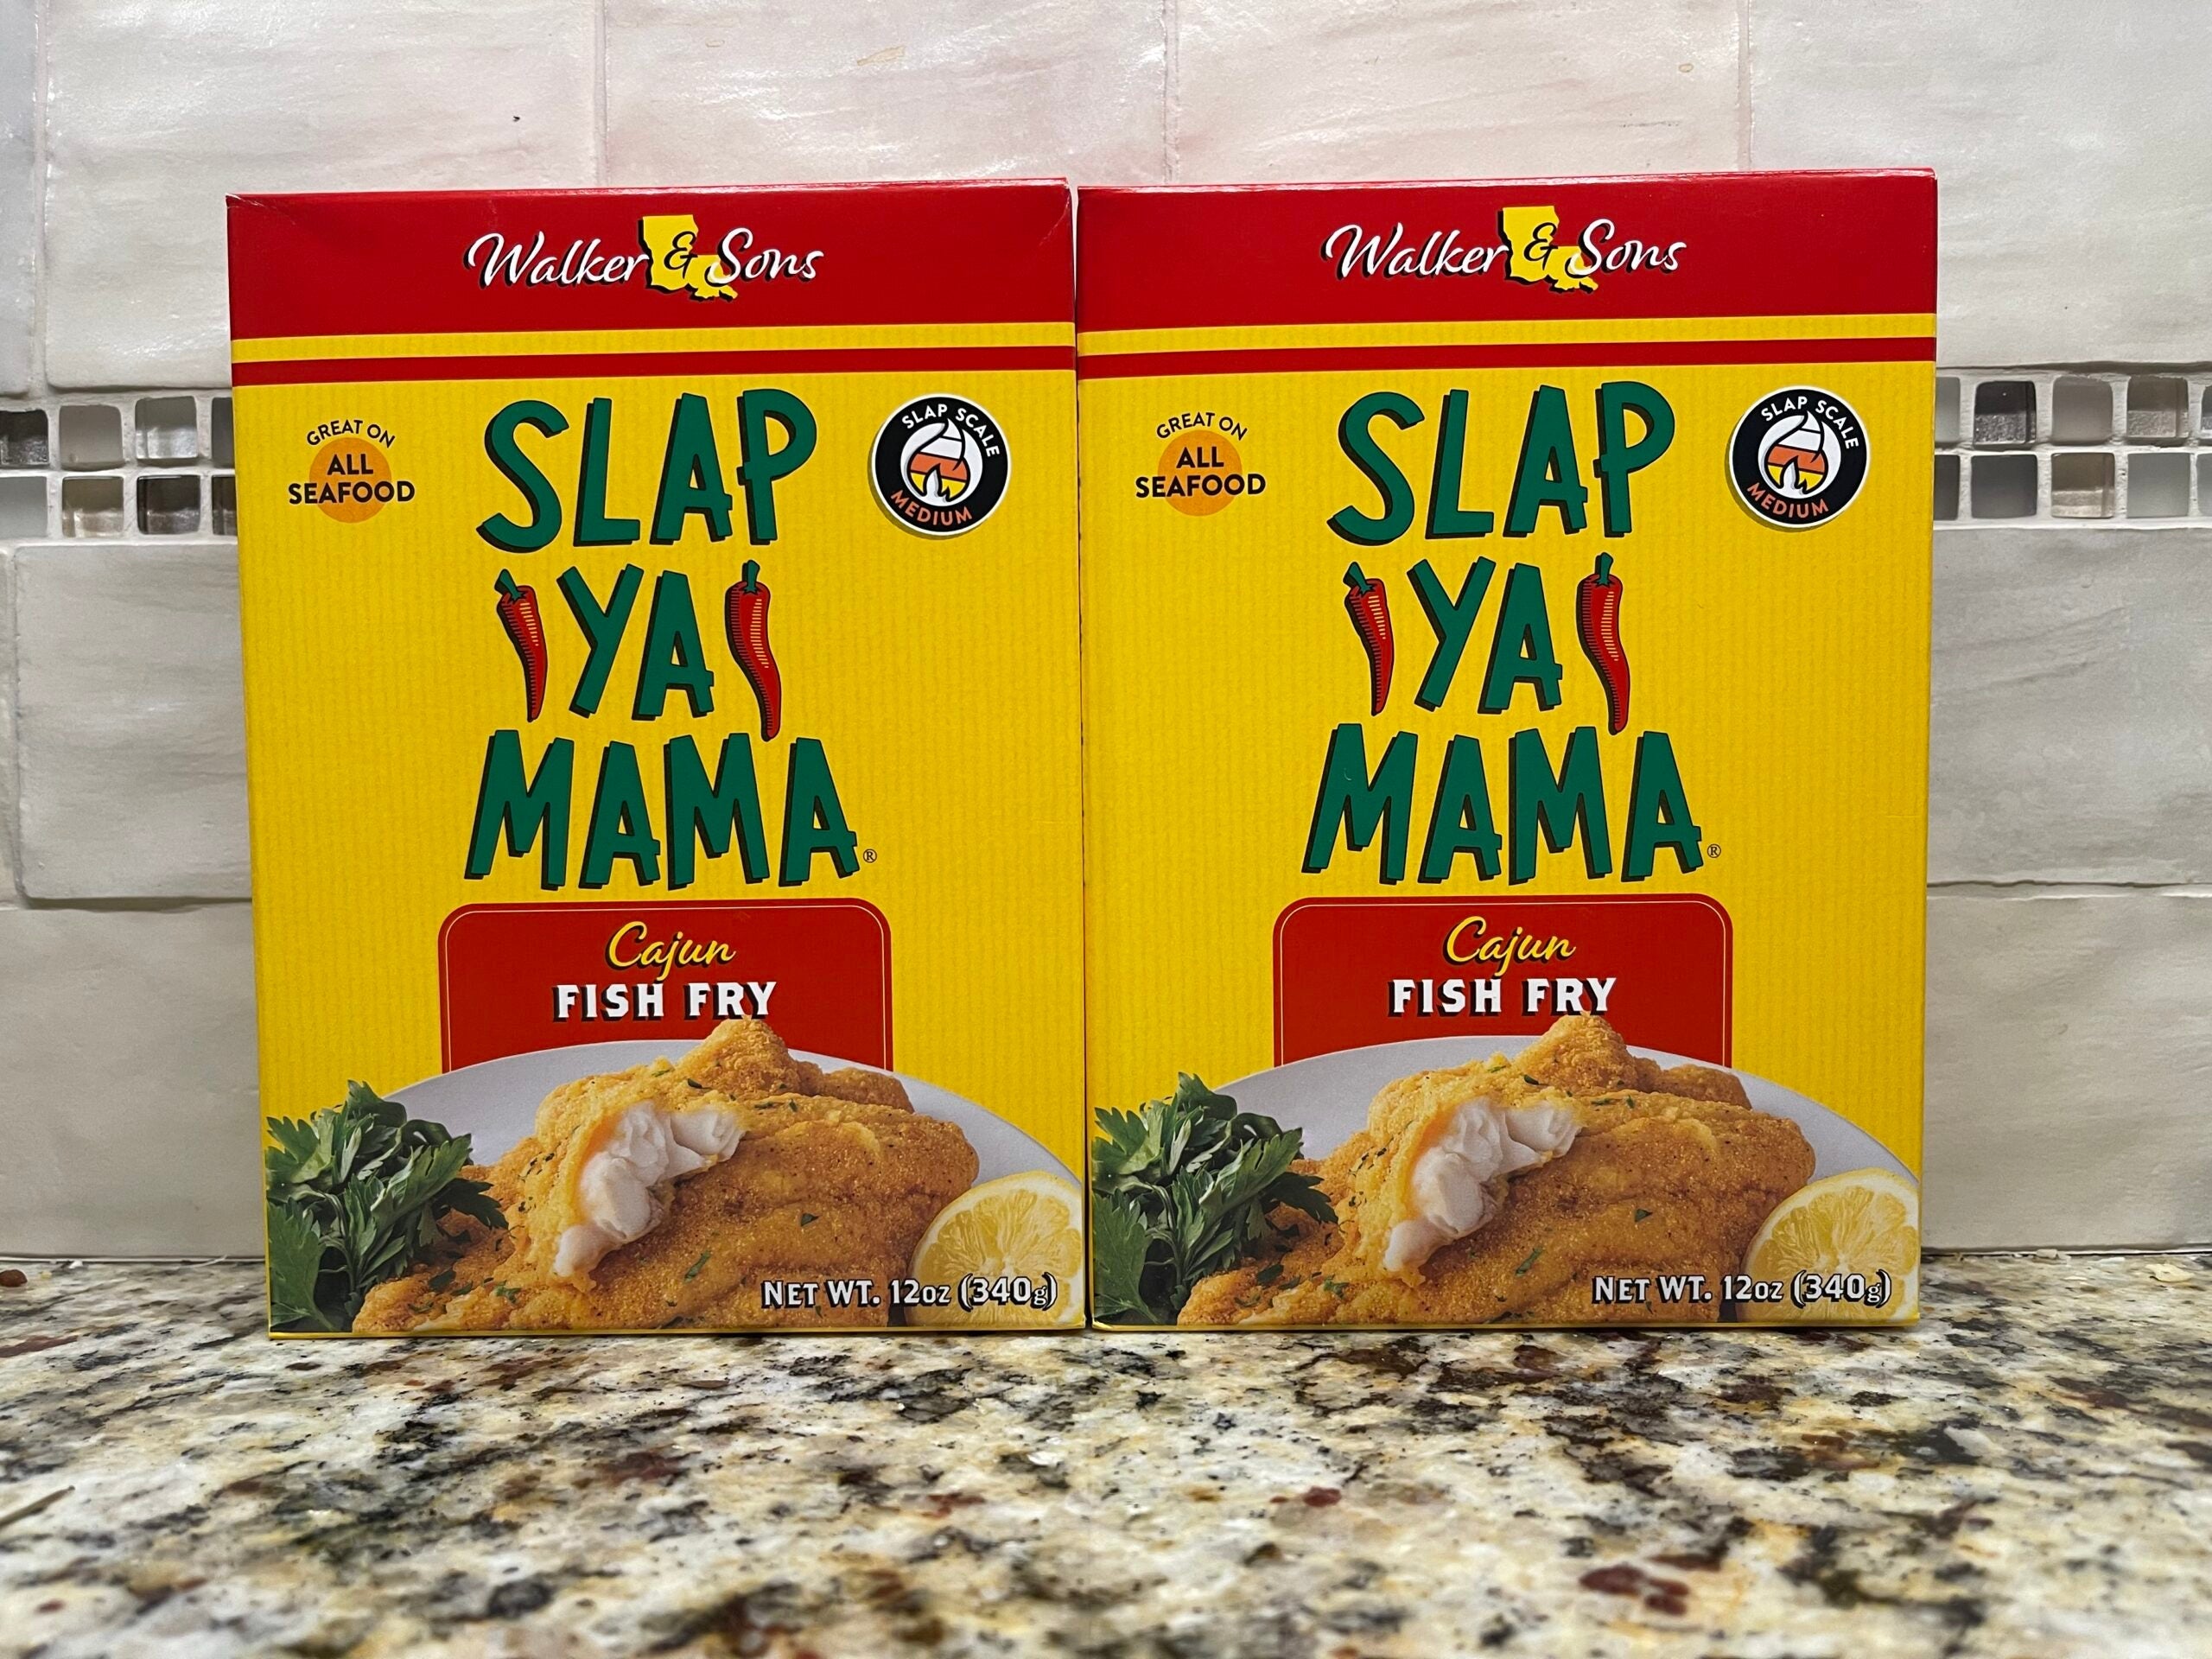 Walker & Sons
GREAT ON
ALL
SEAFOOD
SLAP
YA
MAMA®
SLAP SCALE
MEDIUM
Cajun
FISH FRY
NET WT. 12oz (340g)
Walker & Sons
GREAT ON
ALL
SEAFOOD
SLAP
YA
MAMA®
SLAP SCALE
MEDIUM
Cajun
FISH FRY
NET WT. 12oz (340g)